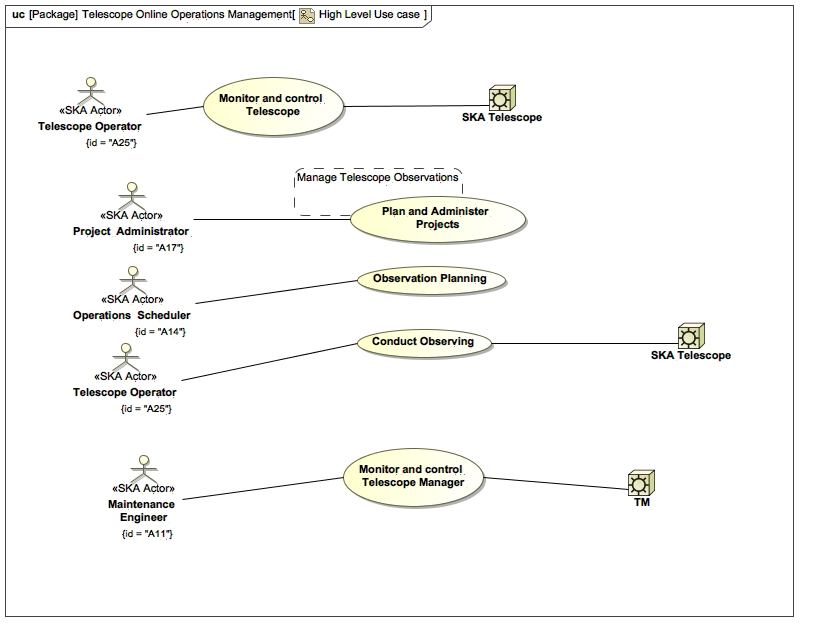 uc [Package] Telescope Online Operations Management[ High Level Use case ]
«SKA Actor»
Telescope Operator
{id = "A25"}
Monitor and control
Telescope
SKA Telescope
Manage Telescope Observations
«SKA Actor»
Project Administrator
{id = "A17"}
Plan and Administer
Projects
«SKA Actor»
Operations Scheduler
{id = "A14"}
Observation Planning
«SKA Actor»
Telescope Operator
{id = "A25"}
Conduct Observing
SKA Telescope
«SKA Actor»
Maintenance
Engineer
{id = "A11"}
Monitor and control
Telescope Manager
TM